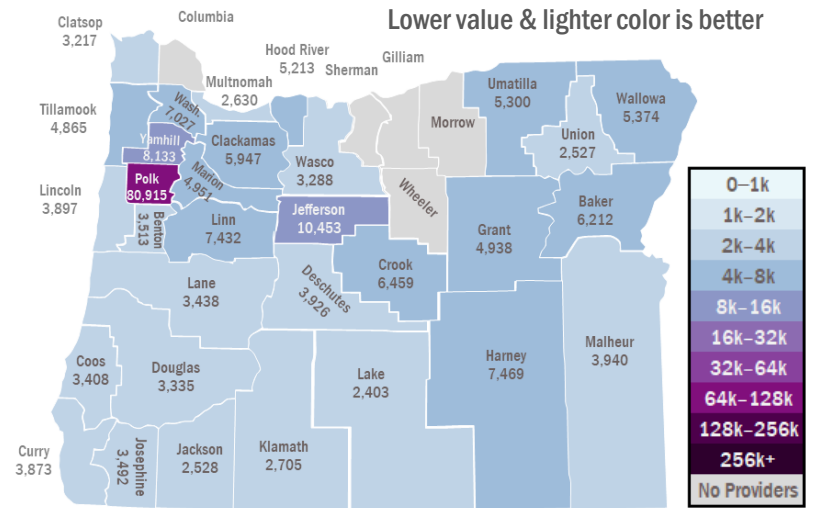 Lower value & lighter color is better
Clatsop
3,217
Columbia
Hood River
5,213
Sherman
Gilliam
Multnomah
2,630
Tillamook
4,865
Wash.
7,027
Yamhill
8,133
Clackamas
5,947
Wasco
3,288
Morrow
Umatilla
5,300
Union
2,527
Wallowa
5,374
Polk
80,915
Marion
4,951
Lincoln
3,897
Benton
3,513
Linn
7,432
Jefferson
10,453
Wheeler
Grant
4,938
Baker
6,212
Crook
6,459
Lane
3,438
Deschutes
3,926
Coos
3,408
Douglas
3,335
Lake
2,403
Harney
7,469
Malheur
3,940
Curry
3,873
Josephine
3,492
Jackson
2,528
Klamath
2,705
0–1k
1k–2k
2k–4k
4k–8k
8k–16k
16k–32k
32k–64k
64k–128k
128k–256k
256k+
No Providers